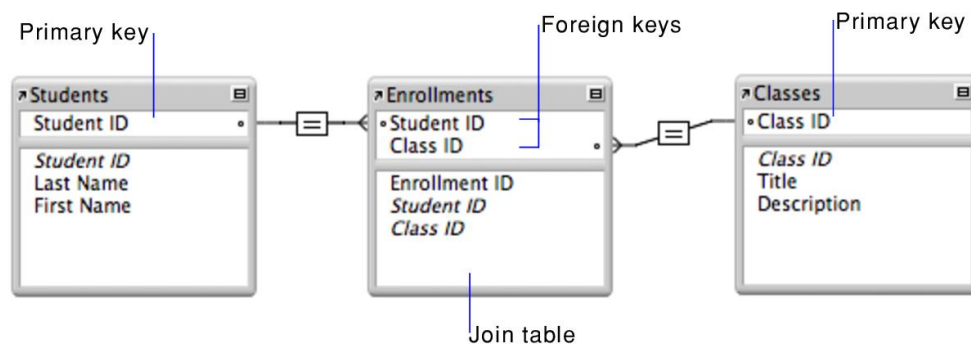 Primary key
Foreign keys
Primary key
Students
Student ID
Student ID
Last Name
First Name
Enrollments
Student ID
Class ID
Enrollment ID
Student ID
Class ID
Classes
Class ID
Class ID
Title
Description
Join table